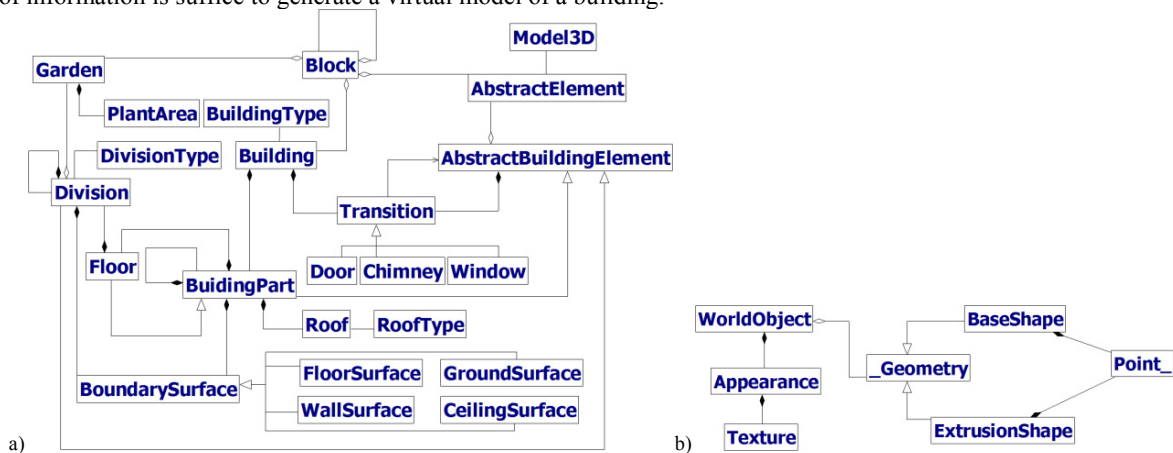 of information is suffice to generate a virtual model of a building.
Model3D
Garden
Block
AbstractElement
PlantArea
BuildingType
DivisionType
Building
AbstractBuildingElement
Division
Transition
Floor
Door
Chimney
Window
BuidingPart
Roof
RoofType
WorldObject
BaseShape
FloorSurface
GroundSurface
_Geometry
Point_
BoundarySurface
Appearance
WallSurface
CeilingSurface
ExtrusionShape
Texture
a)
b)